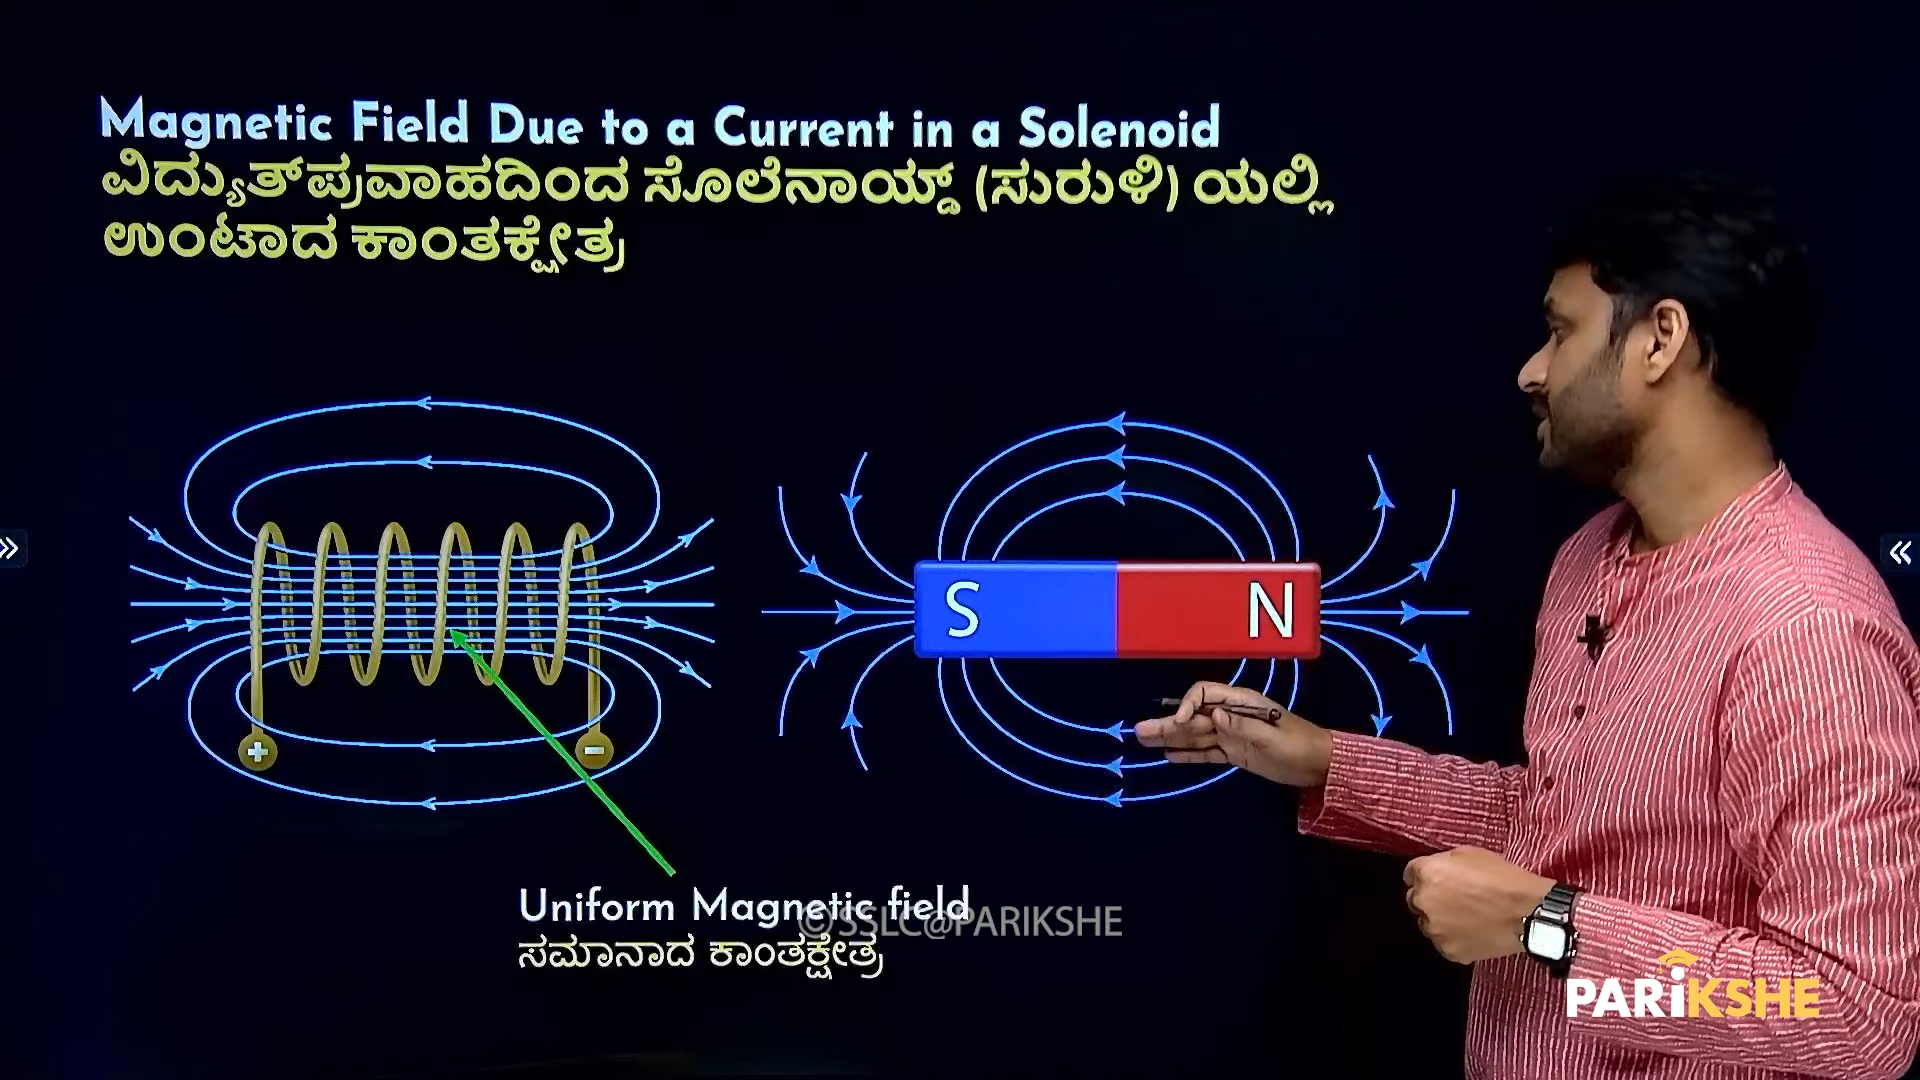 Magnetic Field Due to a Current in a Solenoid
ವಿದ್ಯುತ್‌ಪ್ರವಾಹದಿಂದ ಸೊಲೆನಾಯ್ಡ್ (ಸುರುಳಿ) ಯಲ್ಲಿ
ಉಂಟಾದ ಕಾಂತಕ್ಷೇತ್ರ
S N
+ -
Uniform Magnetic field
©SSLC@PARIKSHE
ಸಮಾನಾದ ಕಾಂತಕ್ಷೇತ್ರ
PARIKSHE